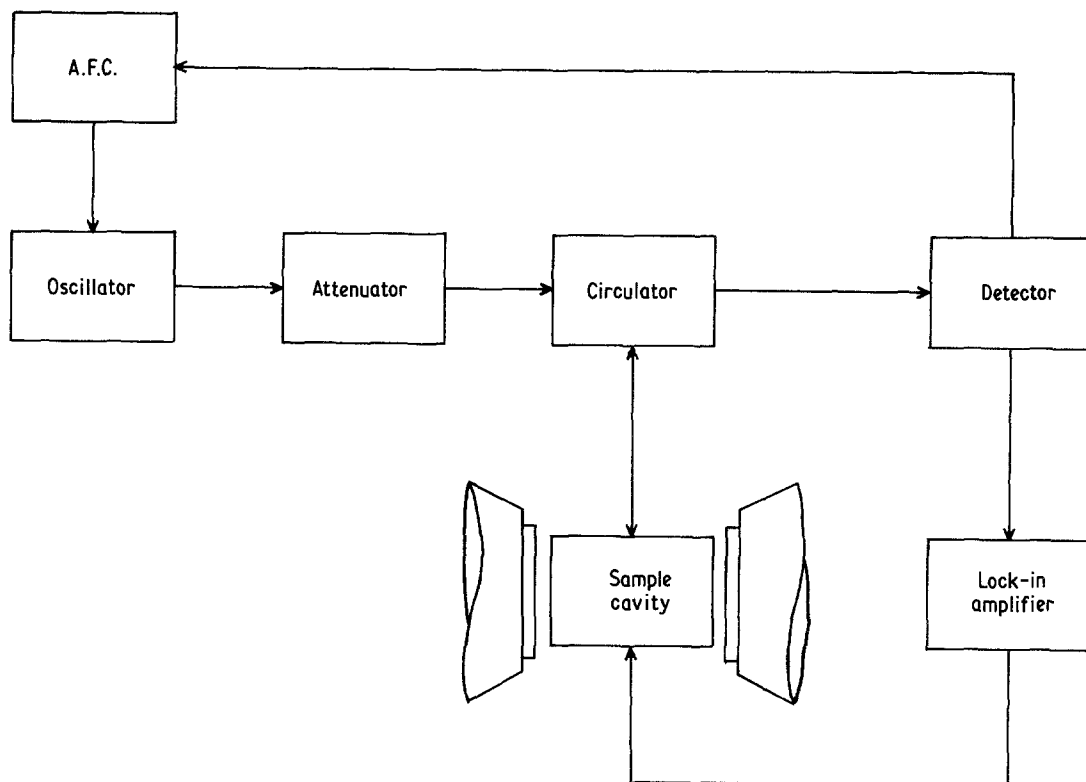 A.F.C.
Oscillator
Attenuator
Circulator
Detector
Sample
cavity
Lock-in
amplifier